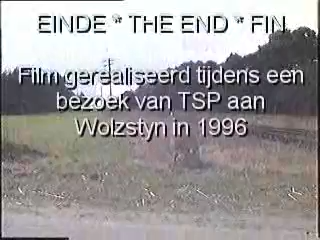 EINDE * THE END * FIN
Film gerealiseerd tijdens een
bezoek van TSP aan
Wolzstyn in 1996